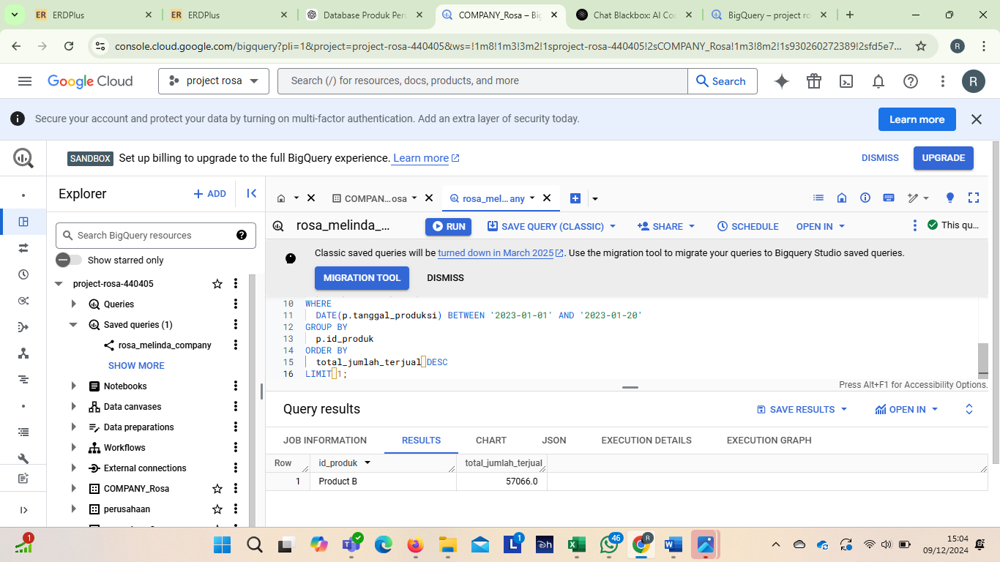 ERDPlus
ERDPlus
Database Produk Peru
COMPANY_Rosa – Big
Chat Blackbox: AI Coc
BigQuery – project ro
console.cloud.google.com/bigquery?pli=1&project=project-rosa-440405&ws=!1m8!1m3!3m2!1sproject-rosa-440405!2sCOMPANY_Rosa!1m3!8m2!1s930260272389!2sfd5e7...
R
Google Cloud
project rosa
Search (/) for resources, docs, products, and more
Search
R
Secure your account and protect your data by turning on multi-factor authentication. Add an extra layer of security today.
Learn more
SANDBOX Set up billing to upgrade to the full BigQuery experience. Learn more
DISMISS
UPGRADE
Explorer
+ ADD
COMPAN...osa
rosa_mel...any
Search BigQuery resources
Show starred only
project-rosa-440405
Queries
Saved queries (1)
rosa_melinda_company
SHOW MORE
Notebooks
Data canvases
Data preparations
Workflows
External connections
COMPANY_Rosa
perusahaan
rosa_melinda_...
RUN
SAVE QUERY (CLASSIC)
SHARE
SCHEDULE
OPEN IN
This qu...
Classic saved queries will be turned down in March 2025. Use the migration tool to migrate your queries to Bigquery Studio saved queries.
MIGRATION TOOL
DISMISS
10 WHERE
11 DATE(p.tanggal_produksi) BETWEEN '2023-01-01' AND '2023-01-20'
12 GROUP BY
13 p.id_produk
14 ORDER BY
15 total_jumlah_terjual DESC
16 LIMIT 1;
Press Alt+F1 for Accessibility Options.
Query results
SAVE RESULTS
OPEN IN
JOB INFORMATION
RESULTS
CHART
JSON
EXECUTION DETAILS
EXECUTION GRAPH
Row
id_produk
total_jumlah_terjual
1
Product B
57066.0
1
1
46
R
15:04
09/12/2024